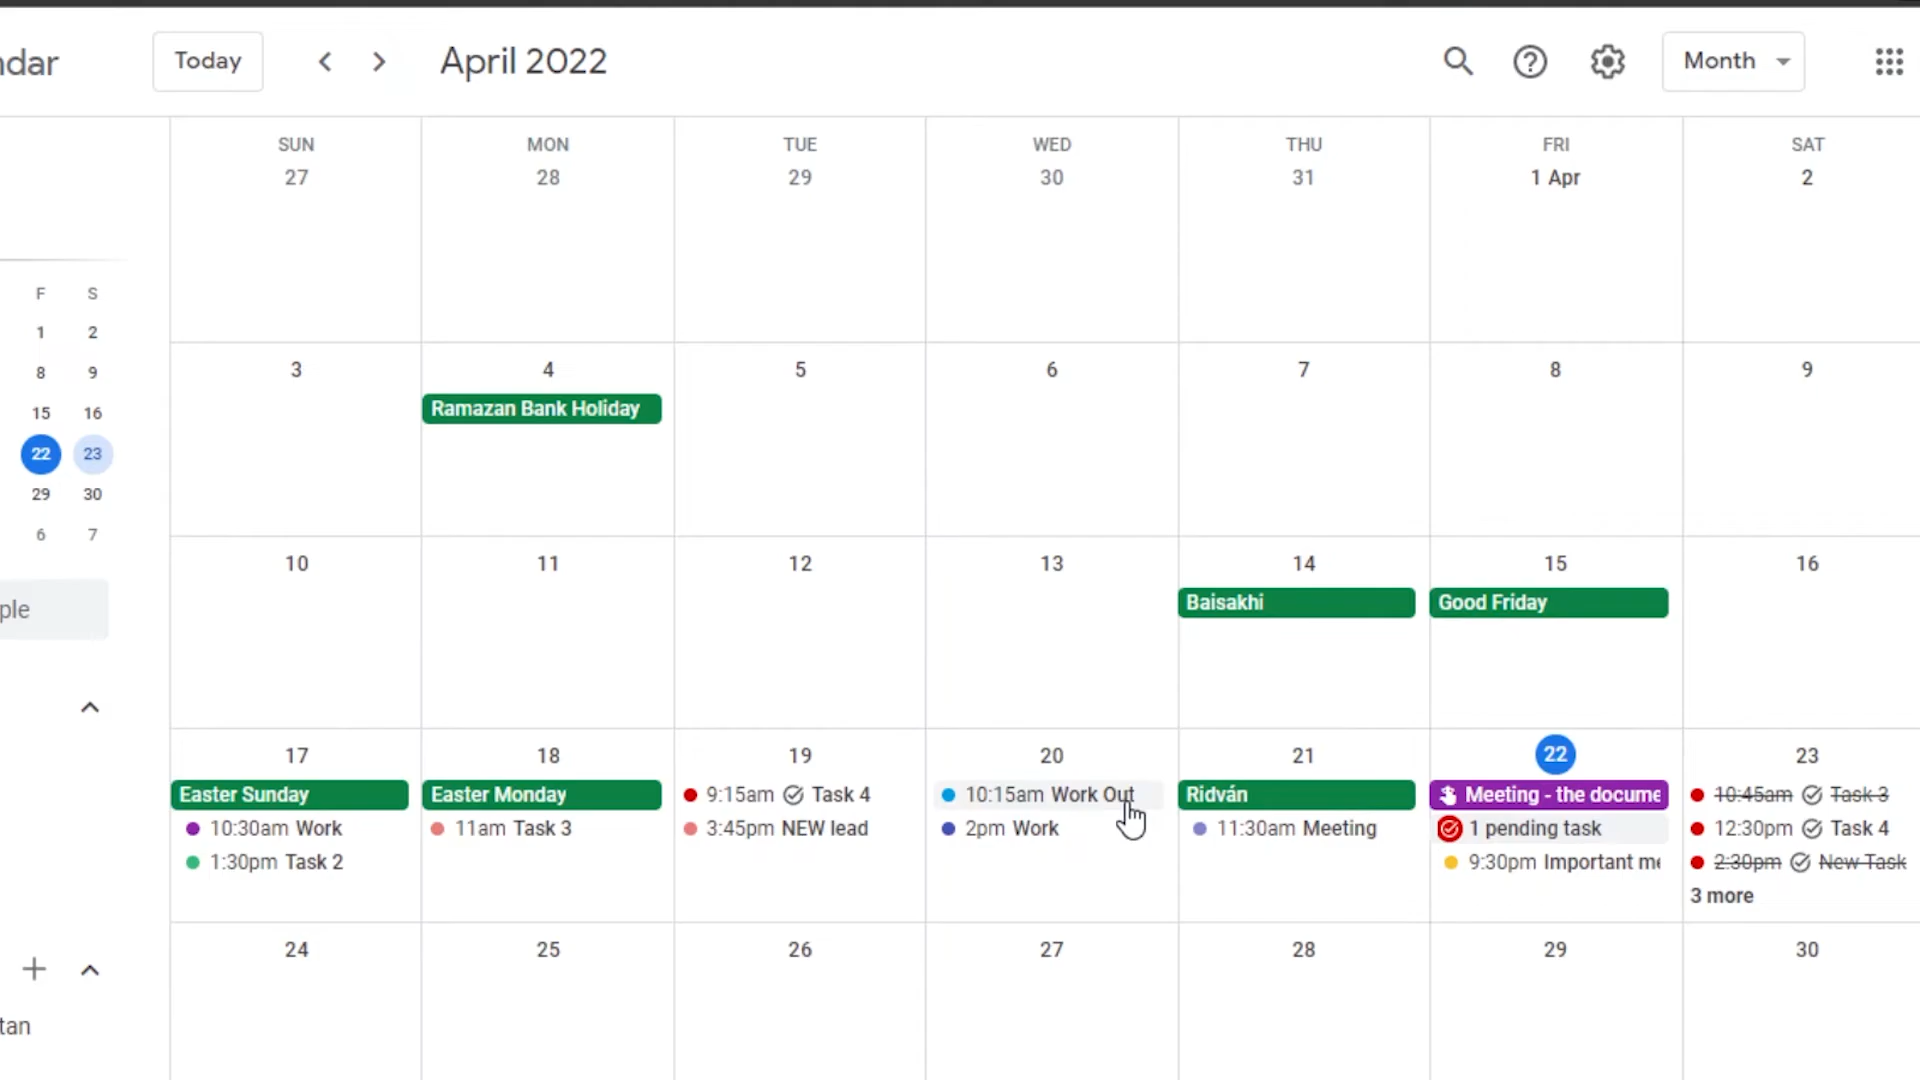 ndar Today April 2022 Month
SUN MON TUE WED THU FRI SAT
27 28 29 30 31 1 Apr 2
F S
1 2
8 9
15 16
22 23
29 30
6 7
ple
tan
3 4 5 6 7 8 9
Ramazan Bank Holiday
10 11 12 13 14 15 16
Baisakhi Good Friday
17 18 19 20 21 22 23
Easter Sunday
10:30am Work
1:30pm Task 2
Easter Monday
11am Task 3
9:15am Task 4
3:45pm NEW lead
10:15am Work Out
2pm Work
Ridván
11:30am Meeting
Meeting - the docume
1 pending task
9:30pm Important me
10:45am Task 3
12:30pm Task 4
2:30pm New Task
3 more
24 25 26 27 28 29 30